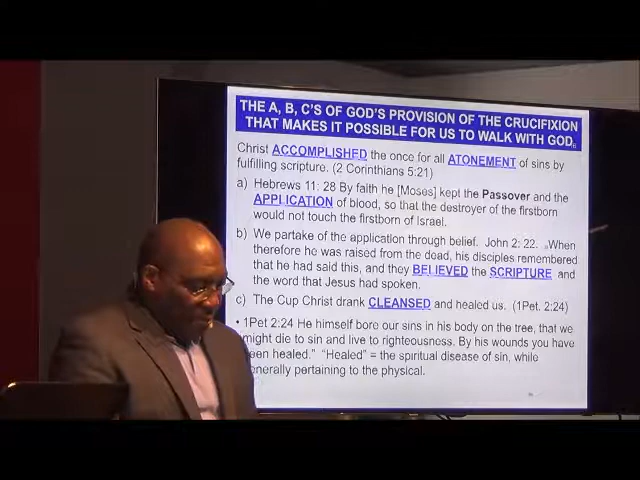 THE A, B, C'S OF GOD'S PROVISION OF THE CRUCIFIXION
THAT MAKES IT POSSIBLE FOR US TO WALK WITH GOD.
Christ ACCOMPLISHED the once for all ATONEMENT of sins by
fulfilling scripture. (2 Corinthians 5:21)
a) Hebrews 11: 28 By faith he [Moses] kept the Passover and the
APPLICATION of blood, so that the destroyer of the firstborn
would not touch the firstborn of Israel.
b) We partake of the application through belief. John 2: 22. "When
therefore he was raised from the dead, his disciples remembered
that he had said this, and they BELIEVED the SCRIPTURE and
the word that Jesus had spoken.
c) The Cup Christ drank CLEANSED and healed us. (1Pet. 2:24)
• 1Pet 2:24 He himself bore our sins in his body on the tree, that we
might die to sin and live to righteousness. By his wounds you have
een healed." "Healed" = the spiritual disease of sin, while
enerally pertaining to the physical.